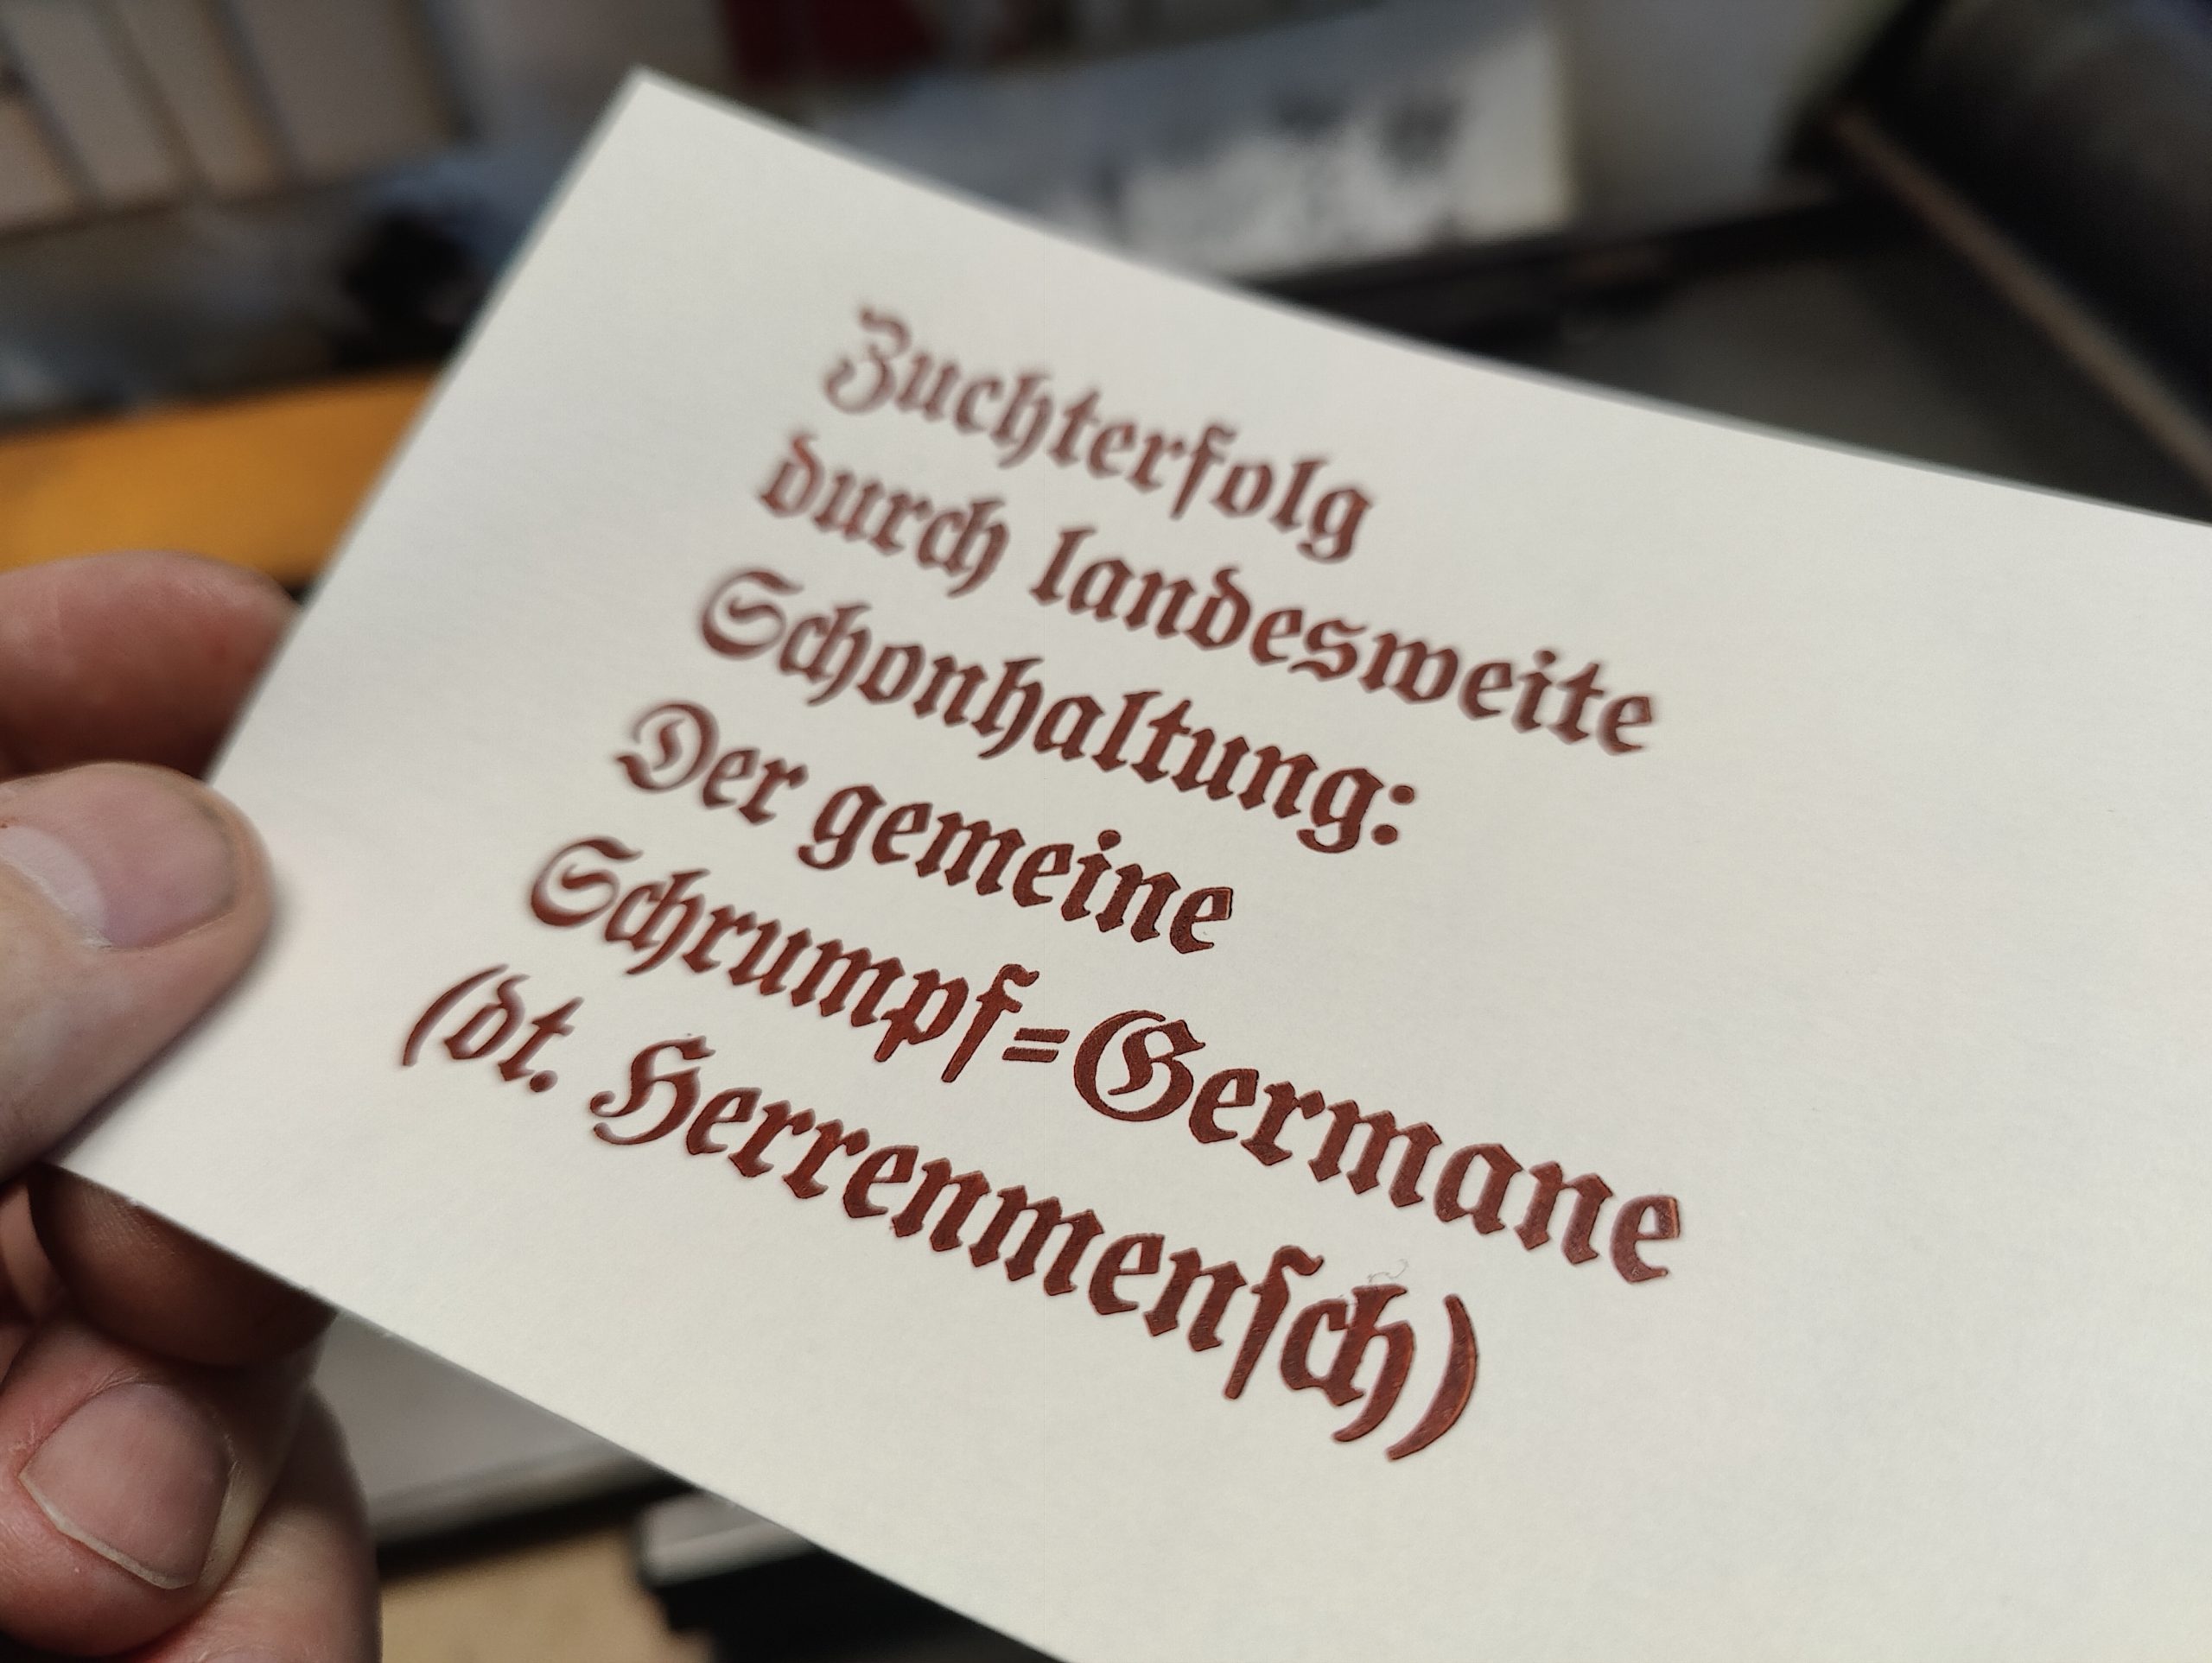 Zuchterfolg
durch landesweite
Schonhaltung:
Der gemeine
Schrumpf=Germane
(dt. Herrenmenſch)